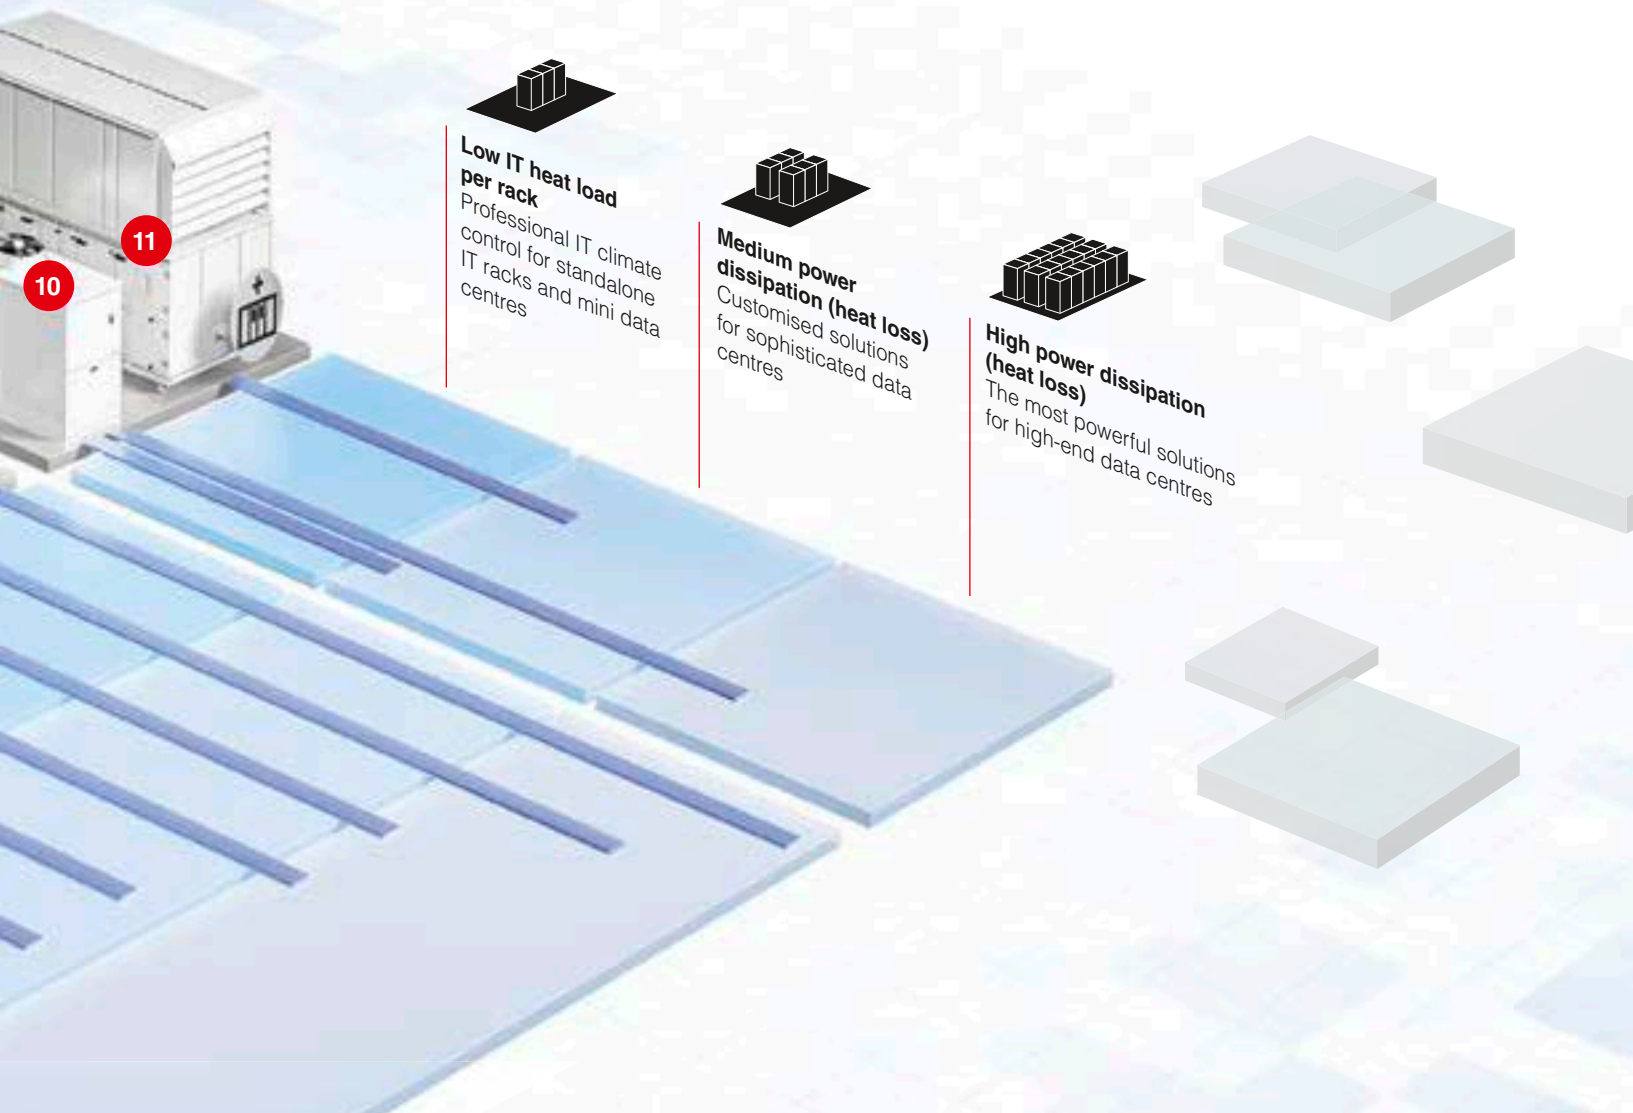 11
10
Low IT heat load
per rack
Professional IT climate
control for standalone
IT racks and mini data
centres
Medium power
dissipation (heat loss)
Customised solutions
for sophisticated data
centres
High power dissipation
(heat loss)
The most powerful solutions
for high-end data centres